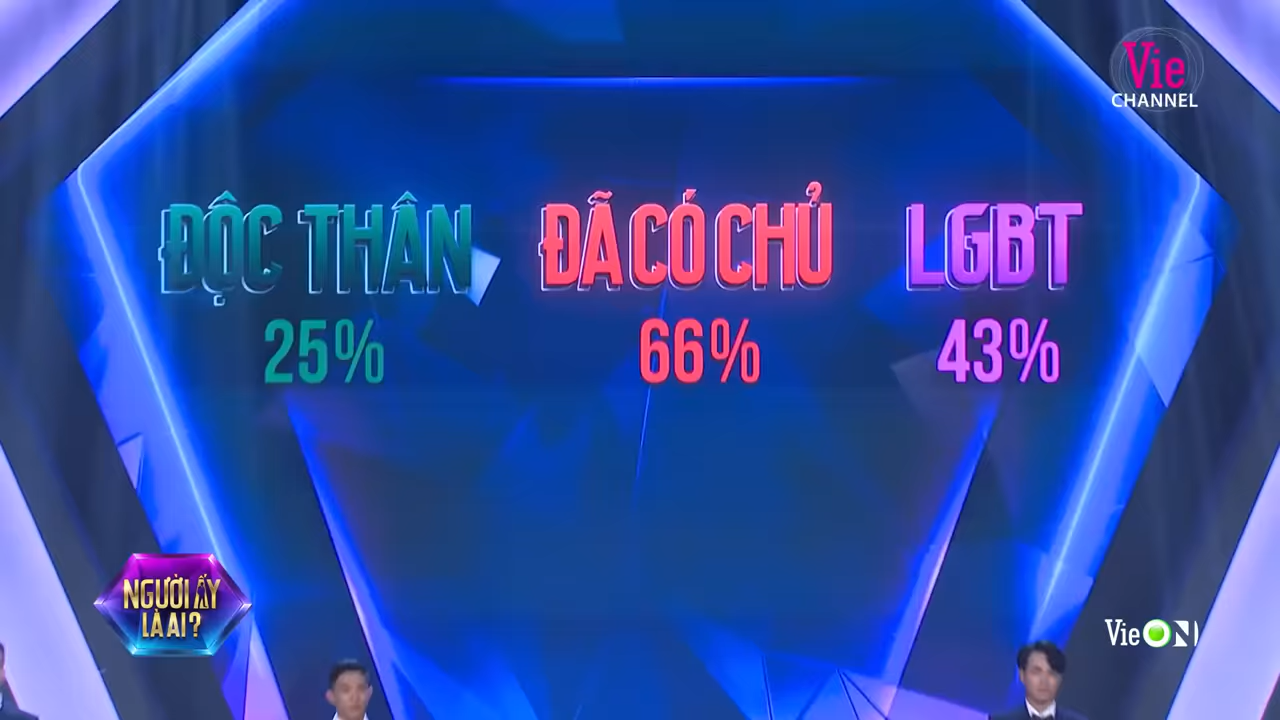 Vie
CHANNEL
ĐỘC THÂN ĐÃ CÓ CHỦ LGBT
25% 66% 43%
NGƯỜI ẤY
LÀ AI?
VieON